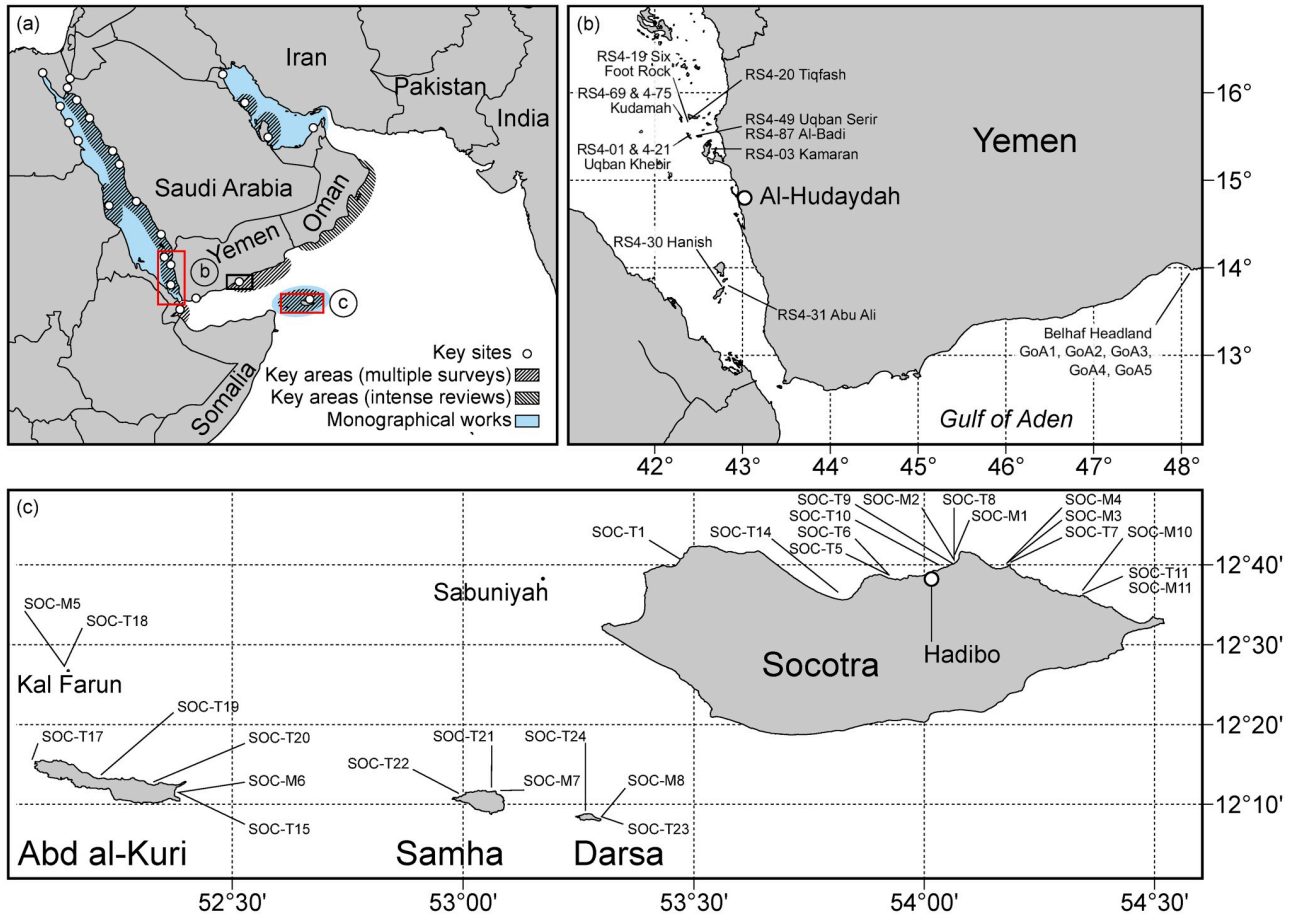 (a)
Iran
Pakistan
India
Saudi Arabia
Oman
Yemen
b
c
Somalia
Key sites
Key areas (multiple surveys)
Key areas (intense reviews)
Monographical works
(b)
RS4-19 Six
Foot Rock
RS4-20 Tiqfash
RS4-69 & 4-75
Kudamah
RS4-49 Uqban Serir
RS4-87 Al-Badi
RS4-01 & 4-21
Uqban Khebir
RS4-03 Kamaran
Yemen
Al-Hudaydah
RS4-30 Hanish
RS4-31 Abu Ali
Belhaf Headland
GoA1, GoA2, GoA3,
GoA4, GoA5
Gulf of Aden
16°
15°
14°
13°
42°
43°
44°
45°
46°
47°
48°
(c)
SOC-T1
SOC-T14
SOC-T9
SOC-T10
SOC-T6
SOC-T5
SOC-M2
SOC-T8
SOC-M1
SOC-M4
SOC-M3
SOC-T7
SOC-M10
SOC-T11
SOC-M11
Sabuniyah
SOC-M5
SOC-T18
Kal Farun
Socotra
Hadibo
SOC-T17
SOC-T19
SOC-T20
SOC-M6
SOC-T15
SOC-T21
SOC-T22
SOC-M7
SOC-T24
SOC-M8
SOC-T23
Abd al-Kuri
Samha
Darsa
12°40'
12°30'
12°20'
12°10'
52°30'
53°00'
53°30'
54°00'
54°30'